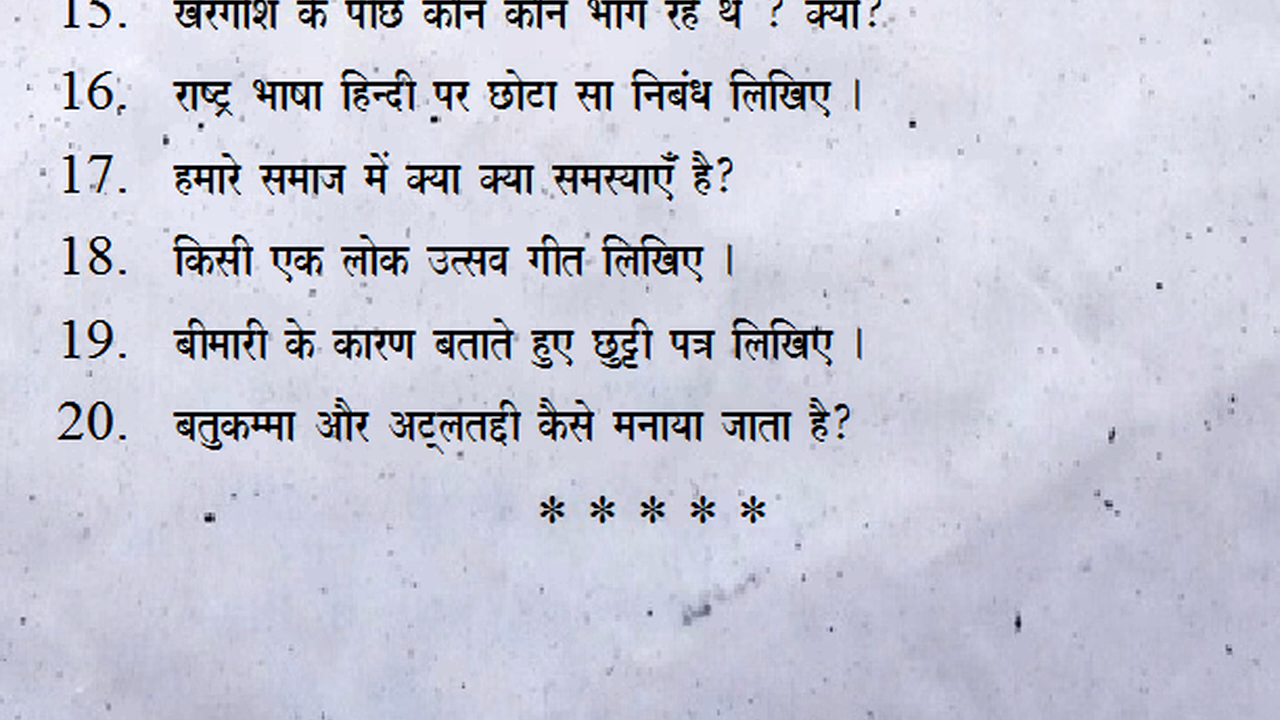 15. खरगोश के पीछे कौन कौन भाग रहे थे ? क्यों?
16. राष्ट्र भाषा हिन्दी पर छोटा सा निबंध लिखिए ।
17. हमारे समाज में क्या क्या समस्याएँ है?
18. किसी एक लोक उत्सव गीत लिखिए ।
19. बीमारी के कारण बताते हुए छुट्टी पत्र लिखिए ।
20. बतुकम्मा और अट्लतद्दी कैसे मनाया जाता है?
* * * * *